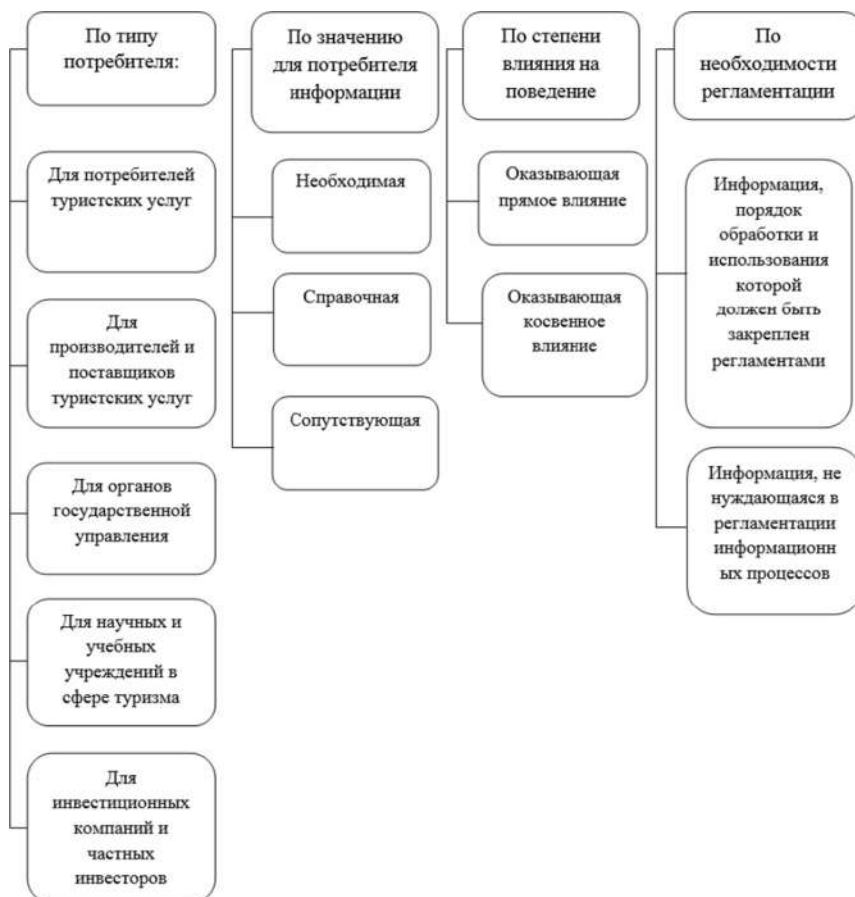 По типу
потребителя:
Для потребителей
туристских услуг
Для
производителей и
поставщиков
туристских услуг
Для органов
государственной
управления
Для научных и
учебных
учреждений в
сфере туризма
Для
инвестиционных
компаний и
частных
инвесторов
По значению
для потребителя
информации
Необходимая
Справочная
Сопутствующая
По степени
влияния на
поведение
Оказывающая
прямое влияние
Оказывающая
косвенное
влияние
По
необходимости
регламентации
Информация,
порядок
обработки и
использования
которой
должен быть
закреплен
регламентами
Информация, не
нуждающаяся в
регламентации
информационн
ых процессов